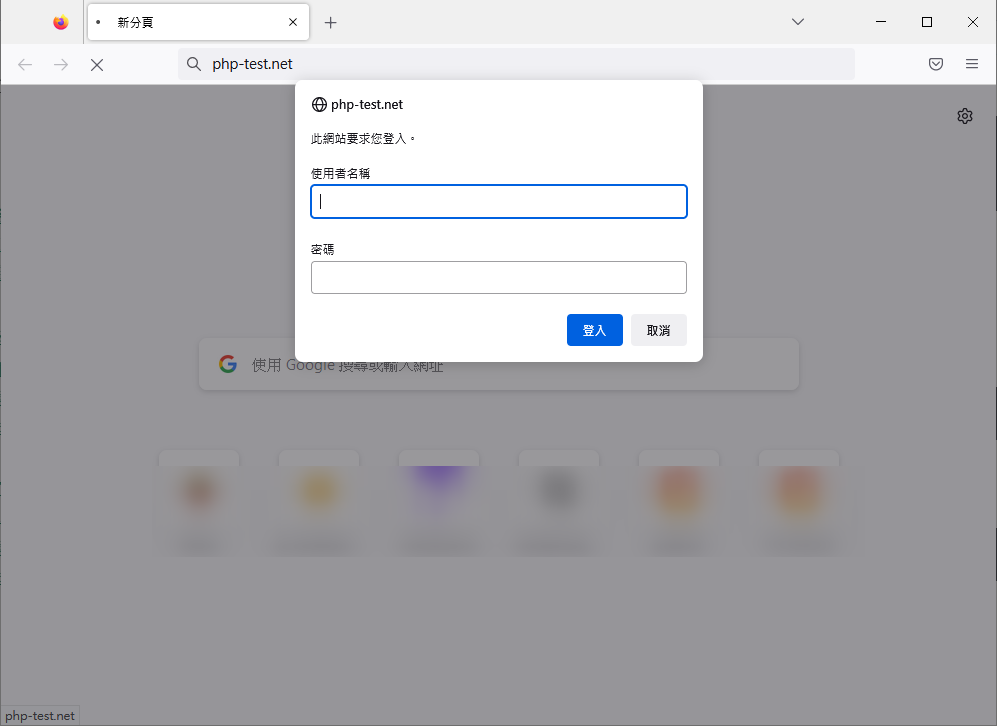 新分頁
php-test.net
php-test.net
此網站要求您登入。
使用者名稱
密碼
登入
取消
使用 Google 搜尋或輸入網址
php-test.net